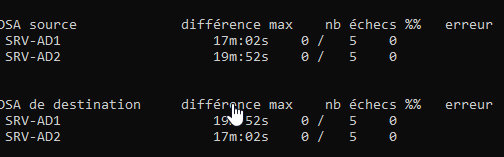 DSA source différence max nb échecs %% erreur
SRV-AD1 17m:02s 0 / 5 0
SRV-AD2 19m:52s 0 / 5 0
DSA de destination différence max nb échecs %% erreur
SRV-AD1 52s 0 / 5 0
SRV-AD2 17m:02s 0 / 5 0